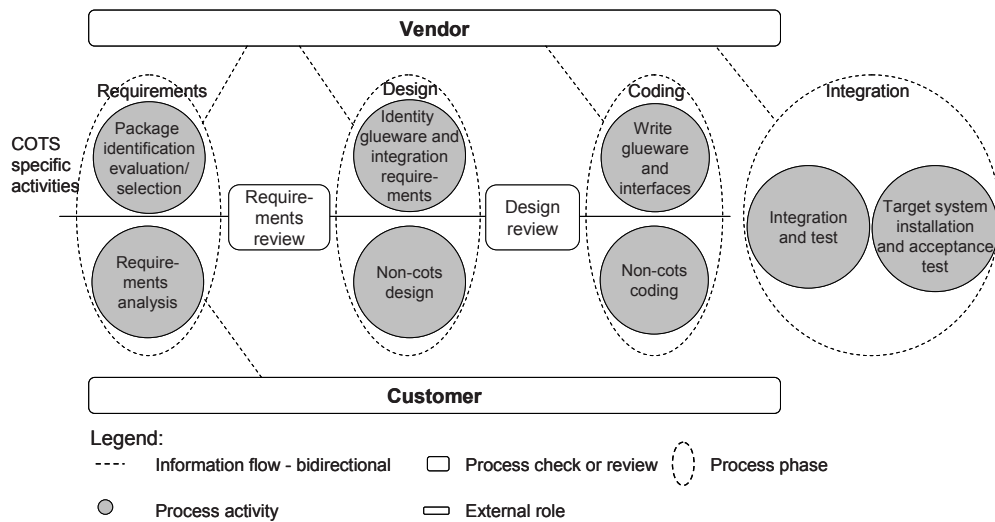 Vendor
Requirements
Design
Coding
Integration
COTS
specific
activities
Package
identification
evaluation/
selection
Identity
glueware and
integration
require-
ments
Write
glueware
and
interfaces
Require-
ments
review
Design
review
Integration
and test
Target system
installation
and acceptance
test
Require-
ments
analysis
Non-cots
design
Non-cots
coding
Customer
Legend:
Information flow - bidirectional
Process check or review
Process phase
Process activity
External role